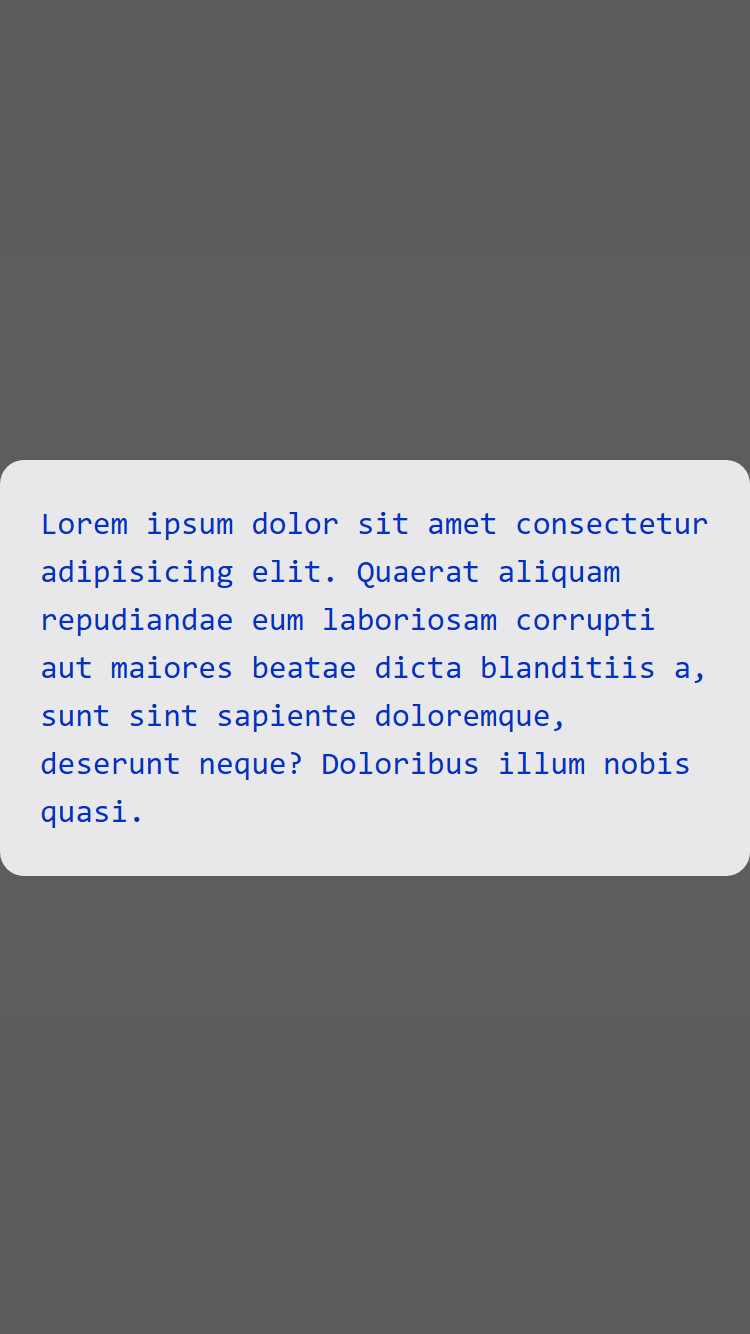 Lorem ipsum dolor sit amet consectetur
adipisicing elit. Quaerat aliquam
repudiandae eum laboriosam corrupti
aut maiores beatae dicta blanditiis a,
sunt sint sapiente doloremque,
deserunt neque? Doloribus illum nobis
quasi.